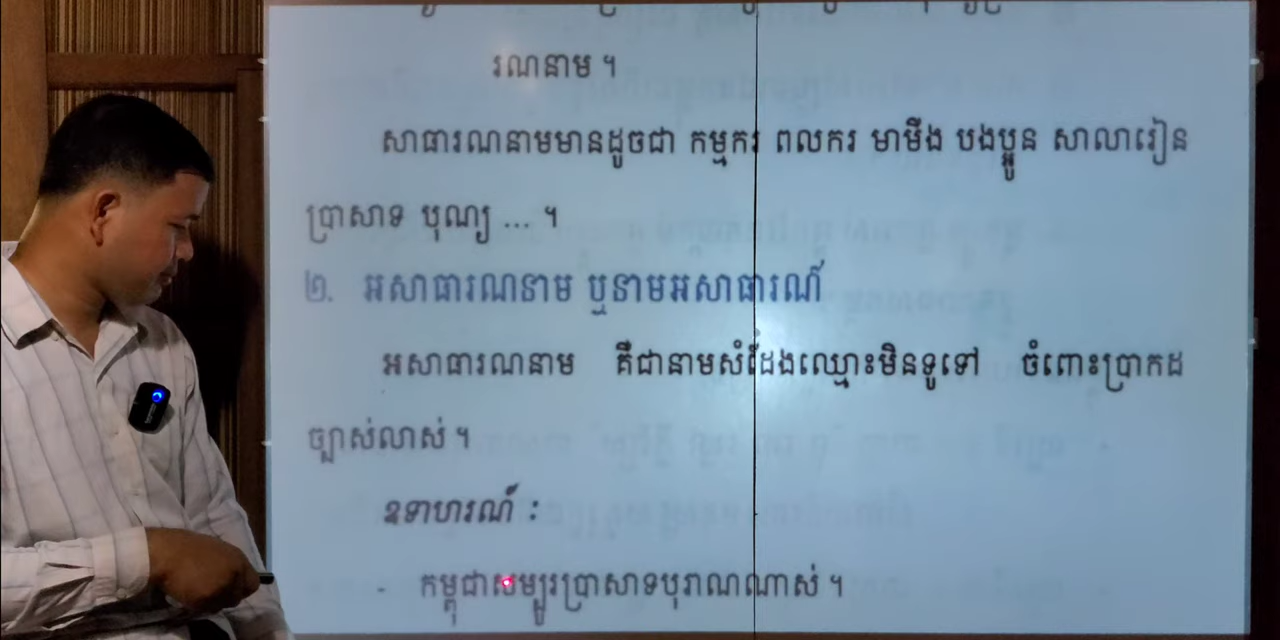 រណនាម ។
សាធារណនាមមានដូចជា កម្មករ ពលករ មាមីង បងប្អូន សាលារៀន
ប្រាសាទ បុណ្យ ... ។
២. អសាធារណនាម ឬនាមអសាធារណ៍
អសាធារណនាម គឺជានាមសំដែងឈ្មោះមិនទូទៅ ចំពោះប្រាកដ
ច្បាស់លាស់ ។
ឧទាហរណ៍ :
- កម្ពុជាសម្បូរប្រាសាទបុរាណណាស់ ។